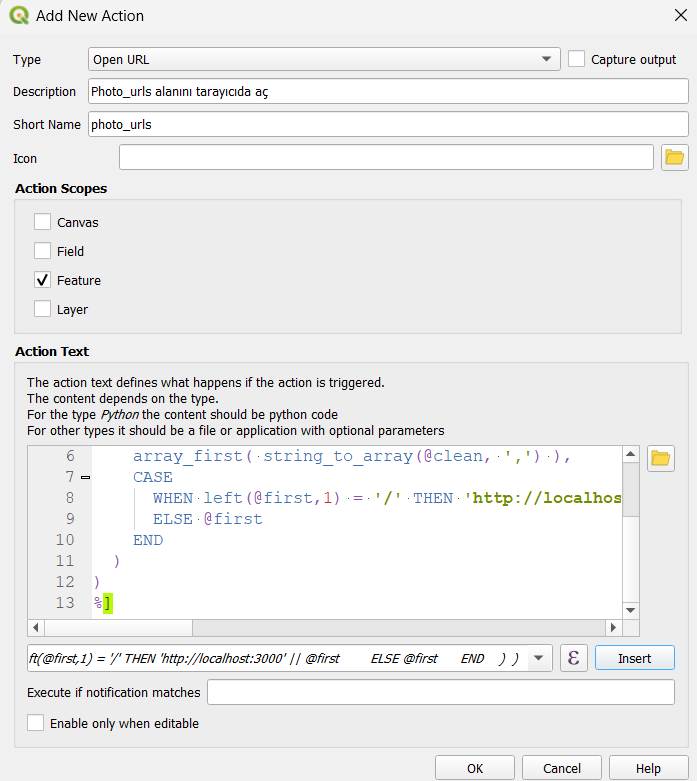 Add New Action
Type Open URL Capture output
Description Photo_urls alanını tarayıcıda aç
Short Name photo_urls
Icon
Action Scopes
Canvas
Field
Feature
Layer
Action Text
The action text defines what happens if the action is triggered.
The content depends on the type.
For the type Python the content should be python code
For other types it should be a file or application with optional parameters
6 array_first( string_to_array(@clean, ',') ),
7 CASE
8 WHEN left(@first,1) = '/' THEN 'http://localhos
9 ELSE @first
10 END
11 )
12 )
13 %]
ft(@first,1) = '/' THEN 'http://localhost:3000' || @first ELSE @first END ) ) ε Insert
Execute if notification matches
Enable only when editable
OK Cancel Help